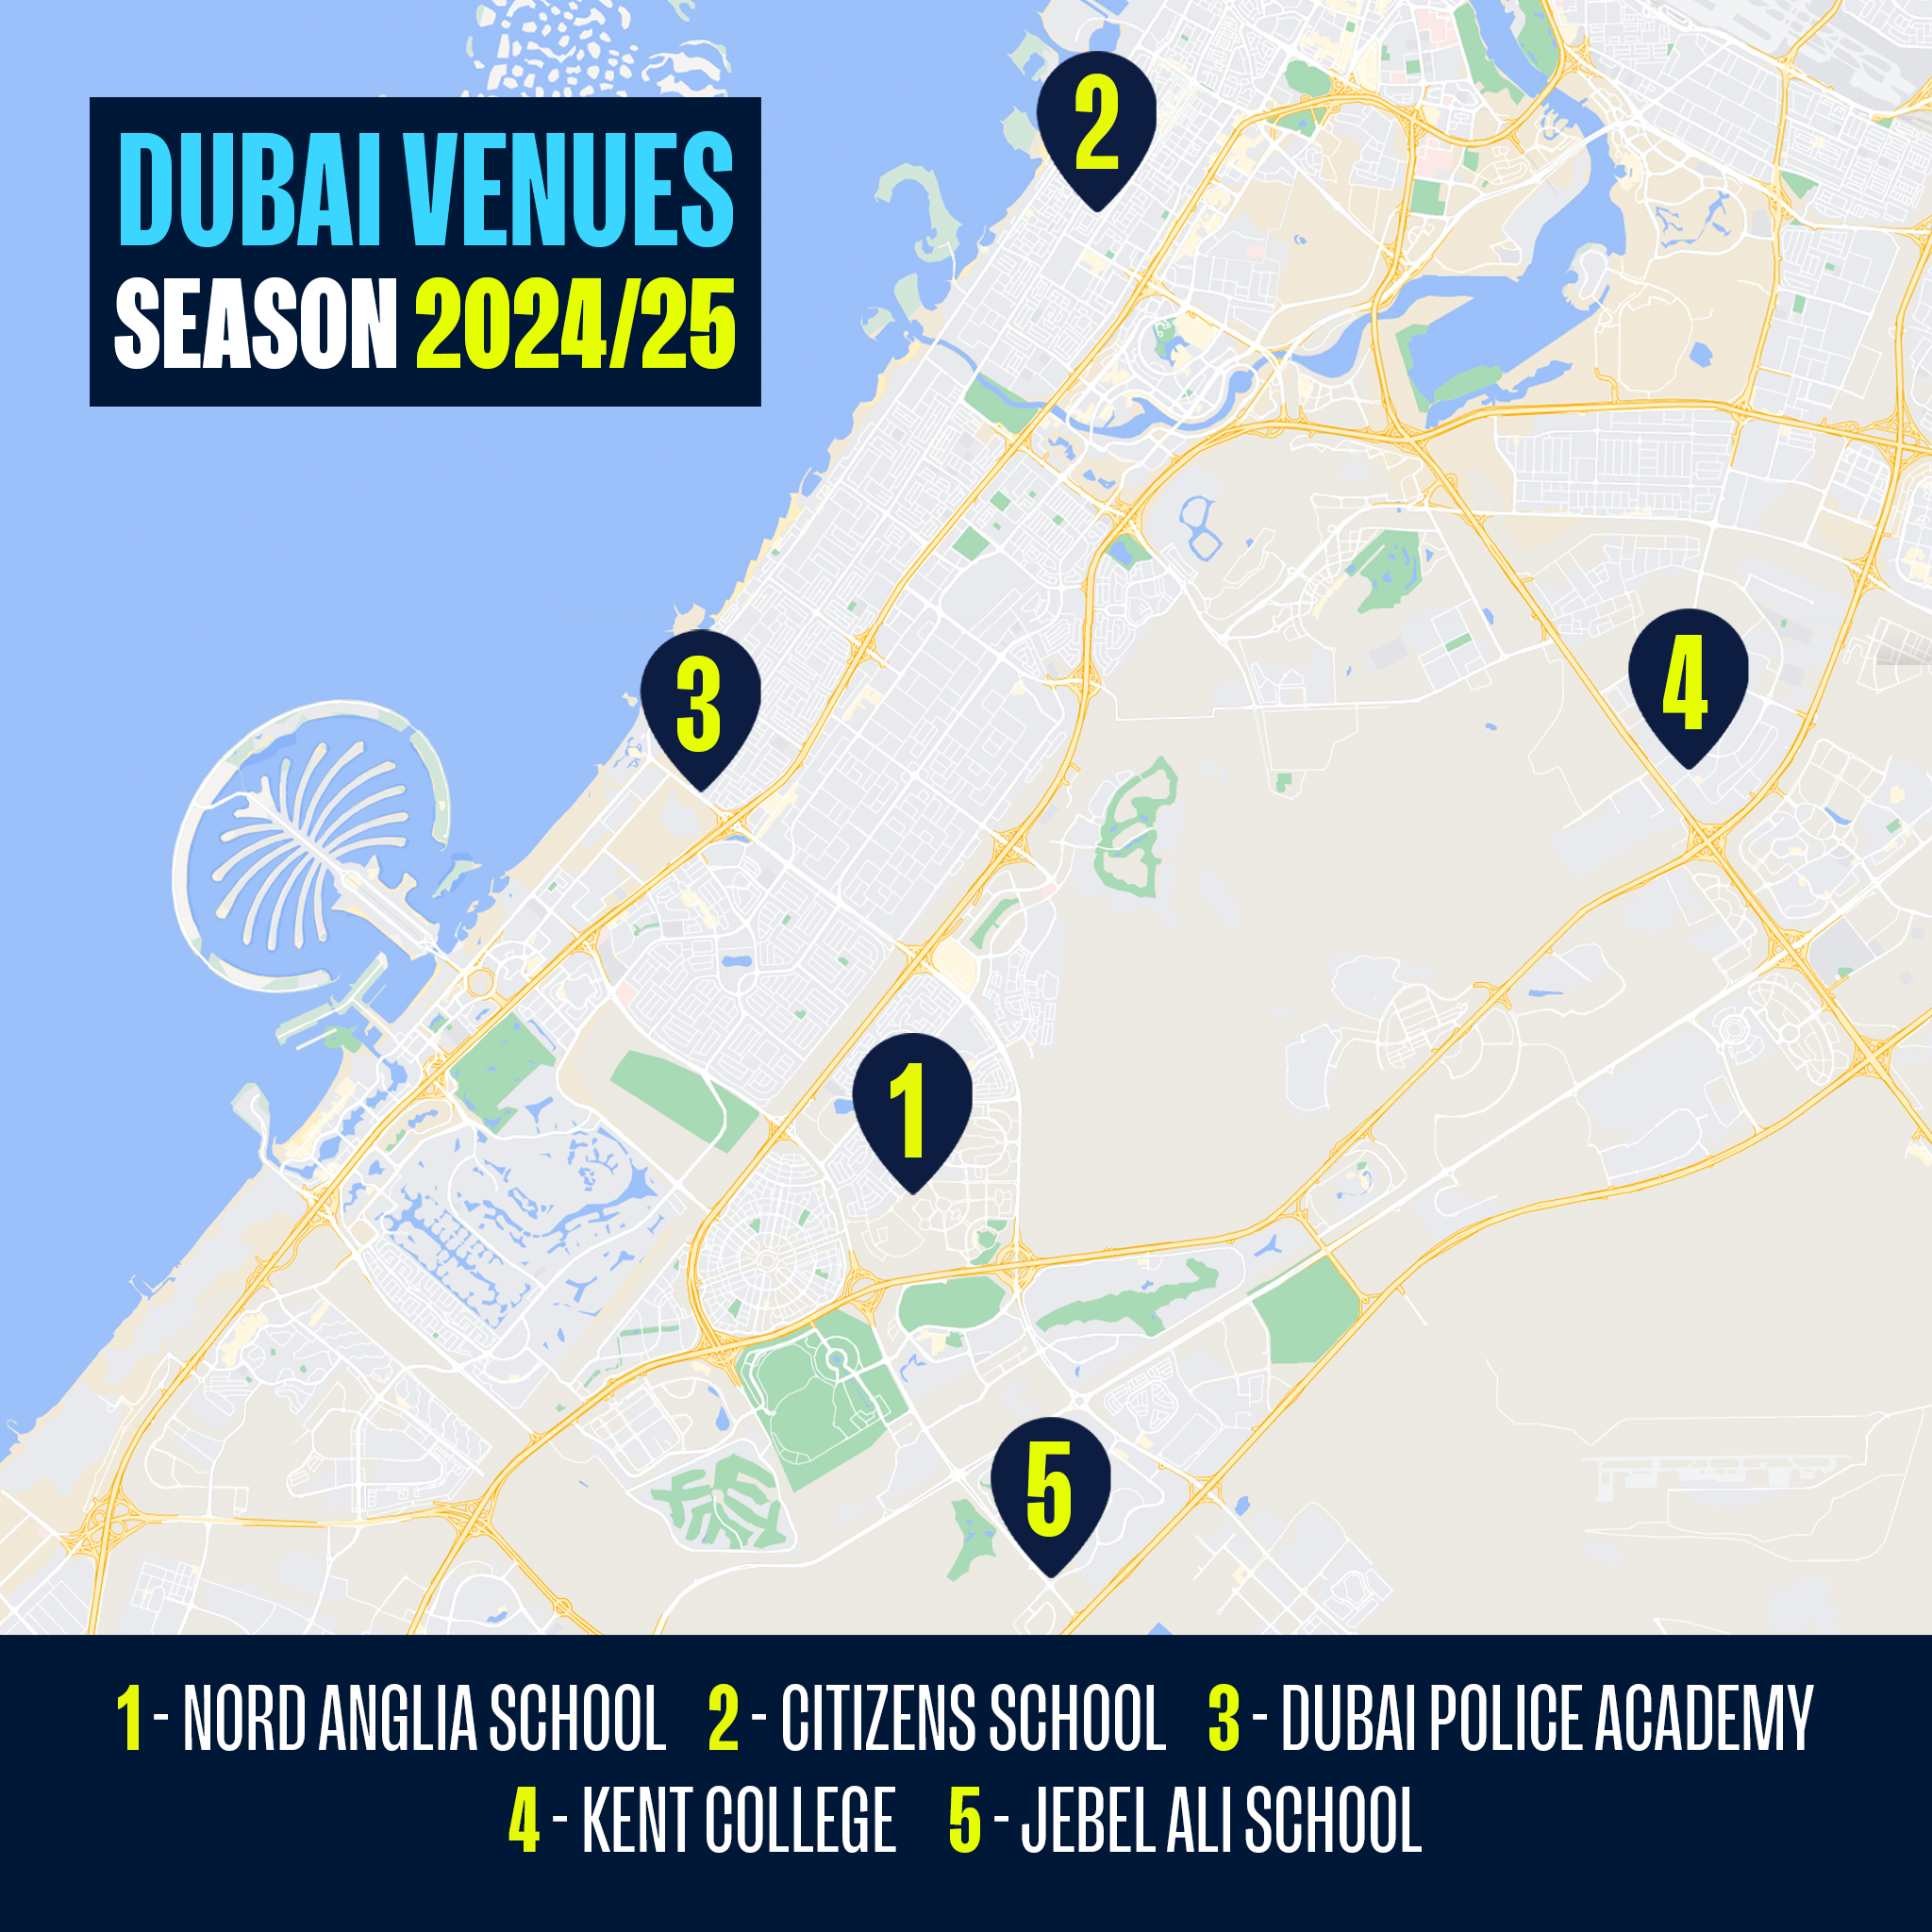 DUBAI VENUES
SEASON 2024/25
2
3
4
1
5
1 - NORD ANGLIA SCHOOL 2 - CITIZENS SCHOOL 3 - DUBAI POLICE ACADEMY
4 - KENT COLLEGE 5 - JEBEL ALI SCHOOL